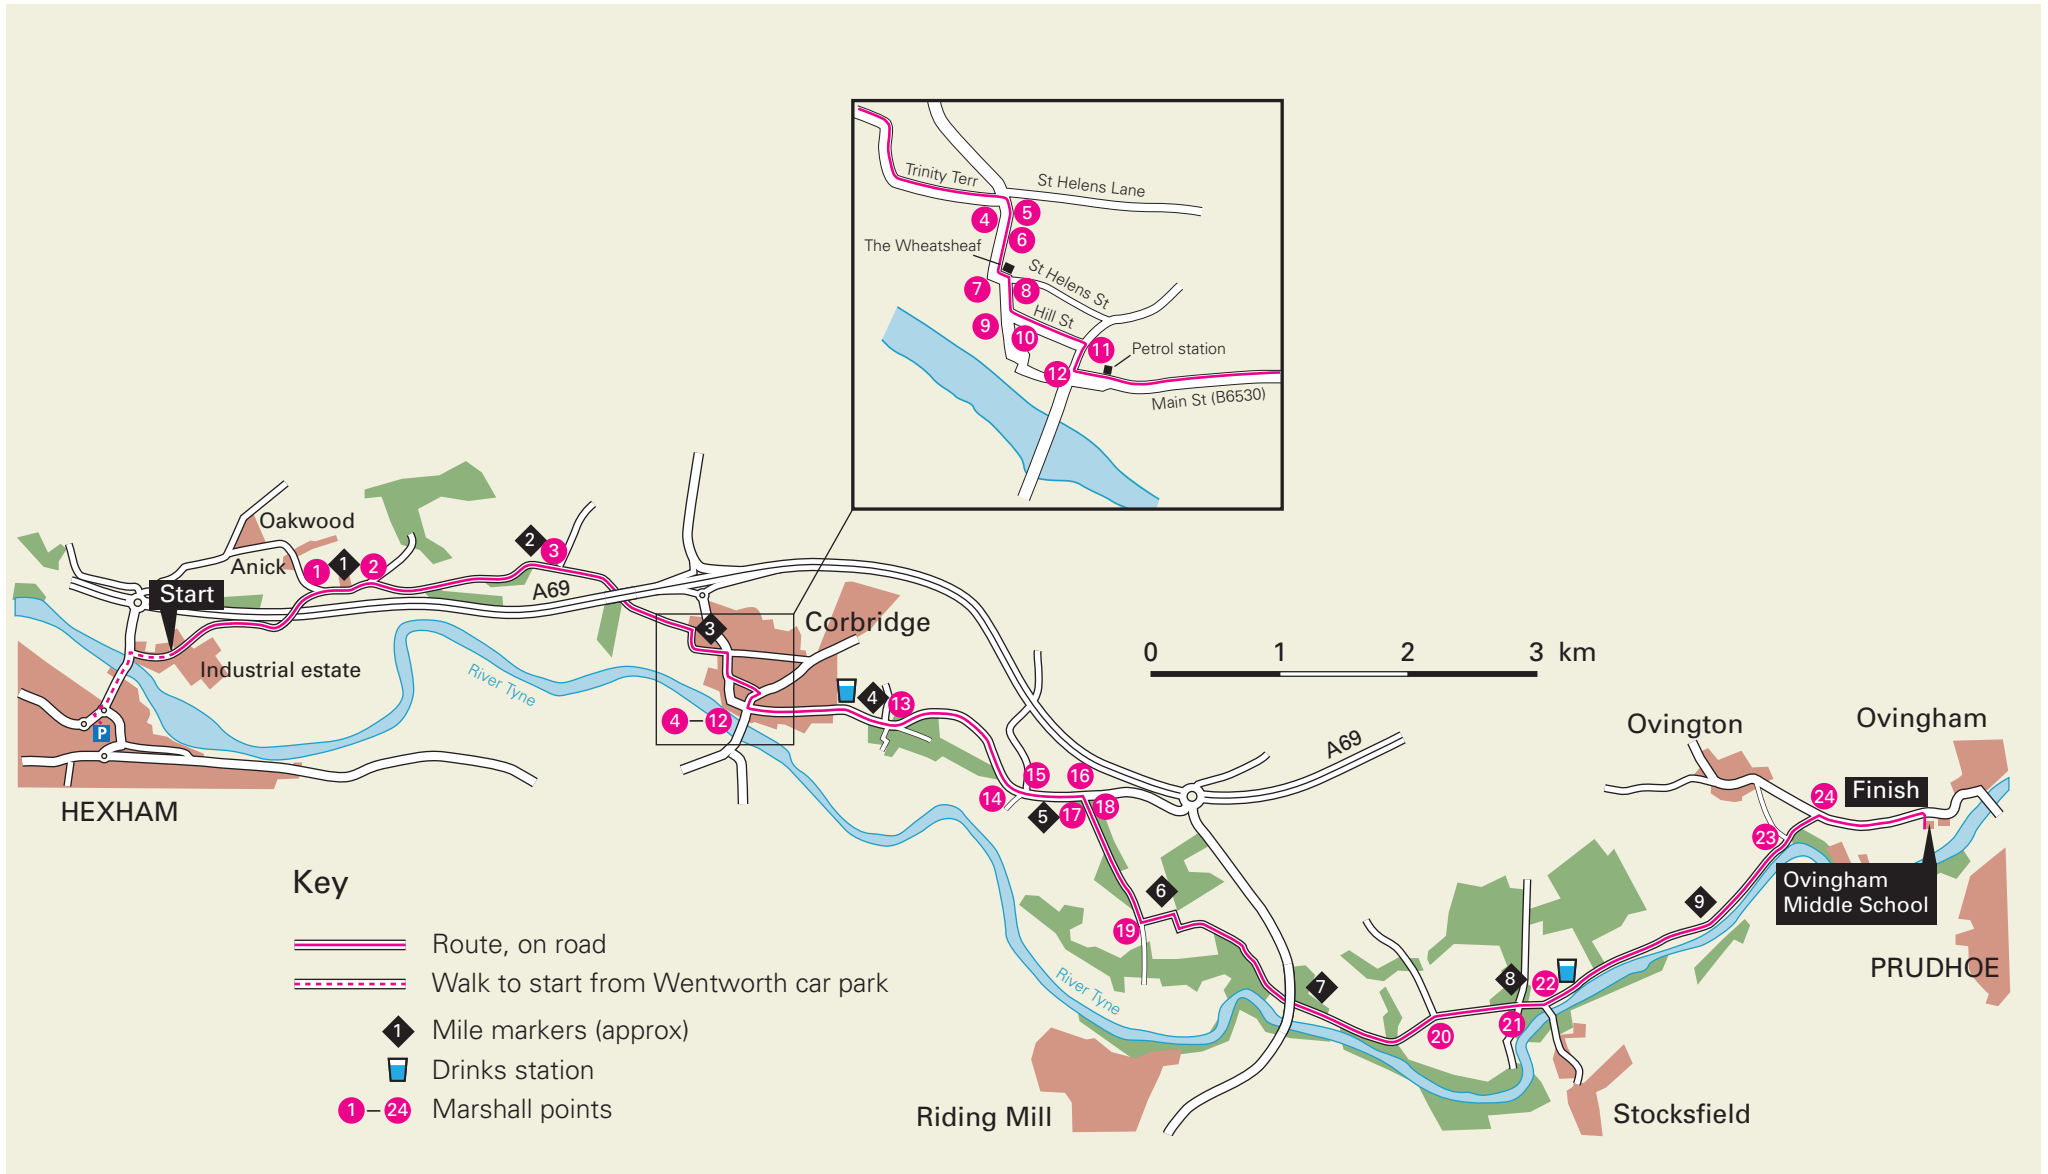 Trinity Terr
St Helens Lane
4
5
6
The Wheatsheaf
St Helens St
7
8
Hill St
9
10
11
Petrol station
12
Main St (B6530)
Oakwood
Anick
1
1
2
2
3
A69
Start
Industrial estate
River Tyne
P
HEXHAM
3
Corbridge
4–12
4
13
0 1 2 3 km
A69
14
15
16
5
17
18
6
19
River Tyne
Riding Mill
7
20
8
21
22
Stocksfield
9
23
24
Ovington
Ovingham
Finish
Ovingham
Middle School
PRUDHOE
Key
Route, on road
Walk to start from Wentworth car park
1 Mile markers (approx)
Drinks station
1–24 Marshall points